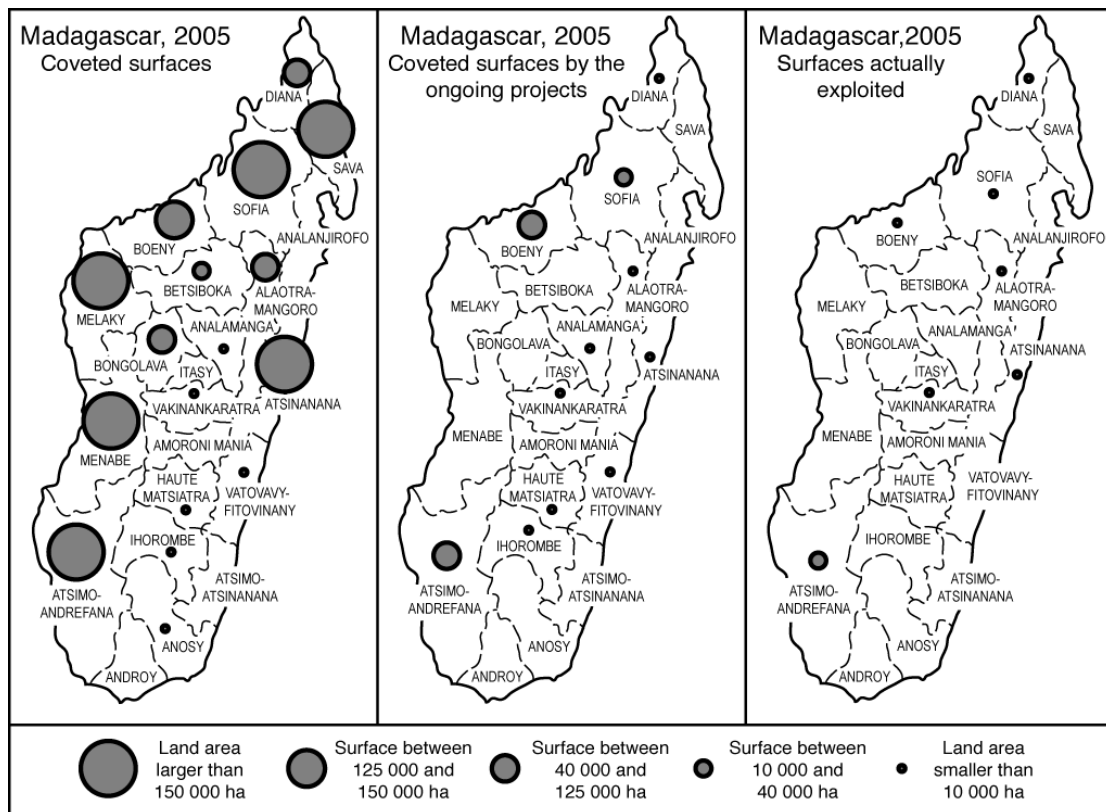 Madagascar, 2005
Coveted surfaces
DIANA
SAVA
SOFIA
BOENY
ANALANJIROFO
BETSIBOKA
ALAOTRA-
MANGORO
MELAKY
ANALAMANGA
BONGOLAVA
ITASY
ATSINANANA
VAKINANKARATRA
MENABE
AMORONI MANIA
HAUTE
MATSIATRA
VATOVAVY-
FITOVINANY
IHOROMBE
ATSIMO-
ANDREFANA
ATSIMO-
ATSINANANA
ANOSY
ANDROY
Madagascar, 2005
Coveted surfaces by the
ongoing projects
DIANA
SAVA
SOFIA
BOENY
ANALANJIROFO
BETSIBOKA
ALAOTRA-
MANGORO
MELAKY
ANALAMANGA
BONGOLAVA
ITASY
ATSINANANA
VAKINANKARATRA
MENABE
AMORONI MANIA
HAUTE
MATSIATRA
VATOVAVY-
FITOVINANY
IHOROMBE
ATSIMO-
ANDREFANA
ATSIMO-
ATSINANANA
ANOSY
ANDROY
Madagascar,2005
Surfaces actually
exploited
DIANA
SAVA
SOFIA
BOENY
ANALANJIROFO
BETSIBOKA
ALAOTRA-
MANGORO
MELAKY
ANALAMANGA
BONGOLAVA
ATSINANANA
ITASY
VAKINANKARATRA
MENABE
AMORONI MANIA
HAUTE
MATSIATRA
VATOVAVY-
FITOVINANY
IHOROMBE
ATSIMO-
ANDREFANA
ATSIMO-
ATSINANANA
ANOSY
ANDROY
Land area
larger than
150 000 ha
Surface between
125 000 and
150 000 ha
Surface between
40 000 and
125 000 ha
Surface between
10 000 and
40 000 ha
Land area
smaller than
10 000 ha